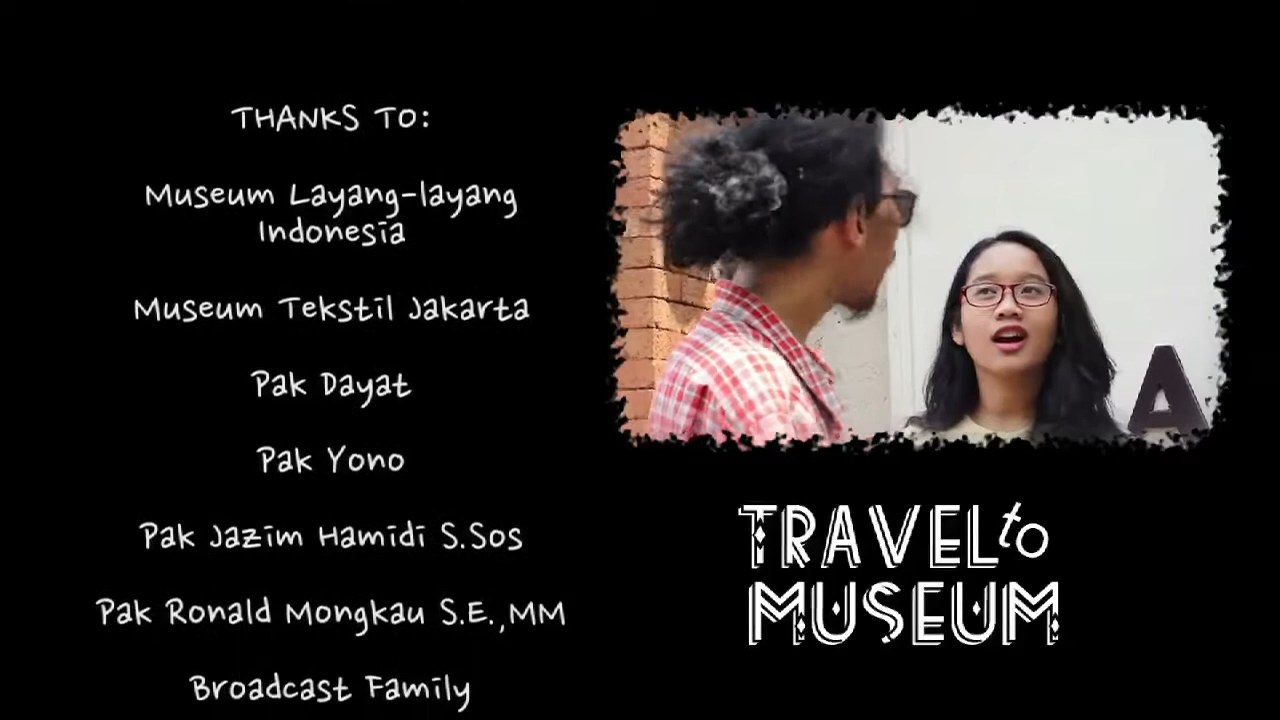 THANKS TO:
Museum Layang-layang
Indonesia
Museum Tekstil Jakarta
Pak Dayat
Pak Yono
Pak Jazim Hamidi S.Sos
Pak Ronald Mongkau S.E.,MM
Broadcast Family
A
TRAVEL to
MUSEUM